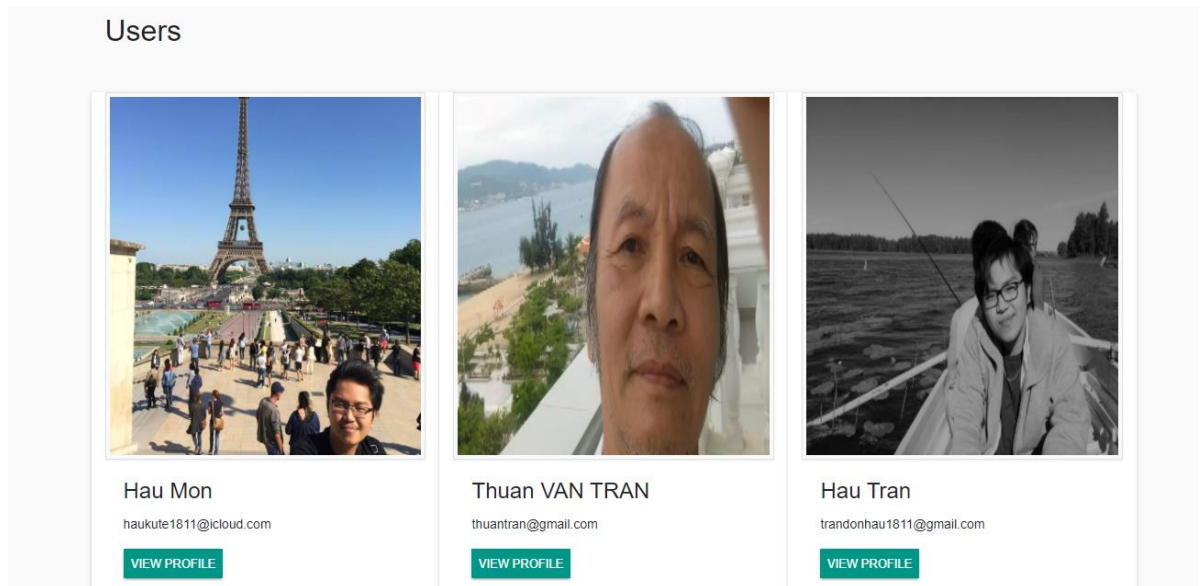 Users
Hau Mon
haukute1811@icloud.com
VIEW PROFILE
Thuan VAN TRAN
thuantran@gmail.com
VIEW PROFILE
Hau Tran
trandonhau1811@gmail.com
VIEW PROFILE